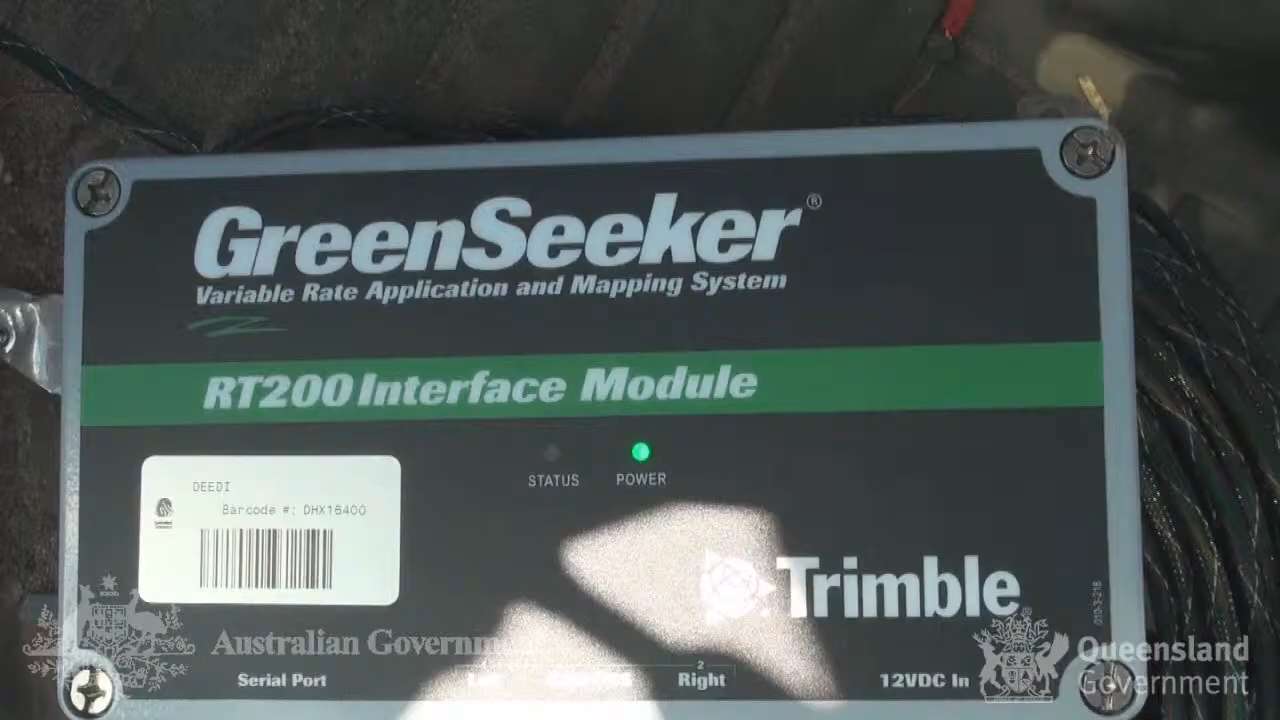 GreenSeeker®
Variable Rate Application and Mapping System
RT200 Interface Module
STATUS POWER
DEEDI
Barcode #: DHX16400
Trimble
Australian Government
Queensland
Government
Serial Port
2
Right
12VDC In